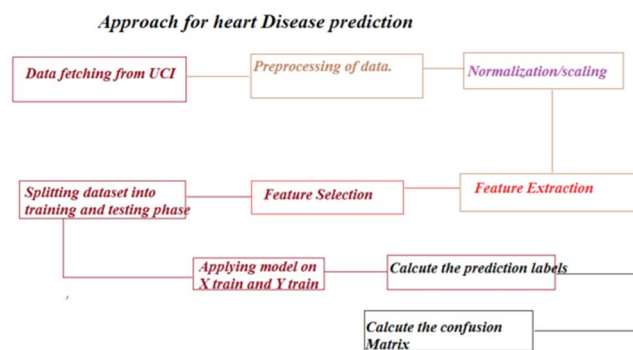 Approach for heart Disease prediction
Data fetching from UCI
Preprocessing of data.
Normalization/scaling
Splitting dataset into
training and testing phase
Feature Selection
Feature Extraction
Applying model on
X train and Y train
Calcute the prediction labels
Calcute the confusion
Matrix